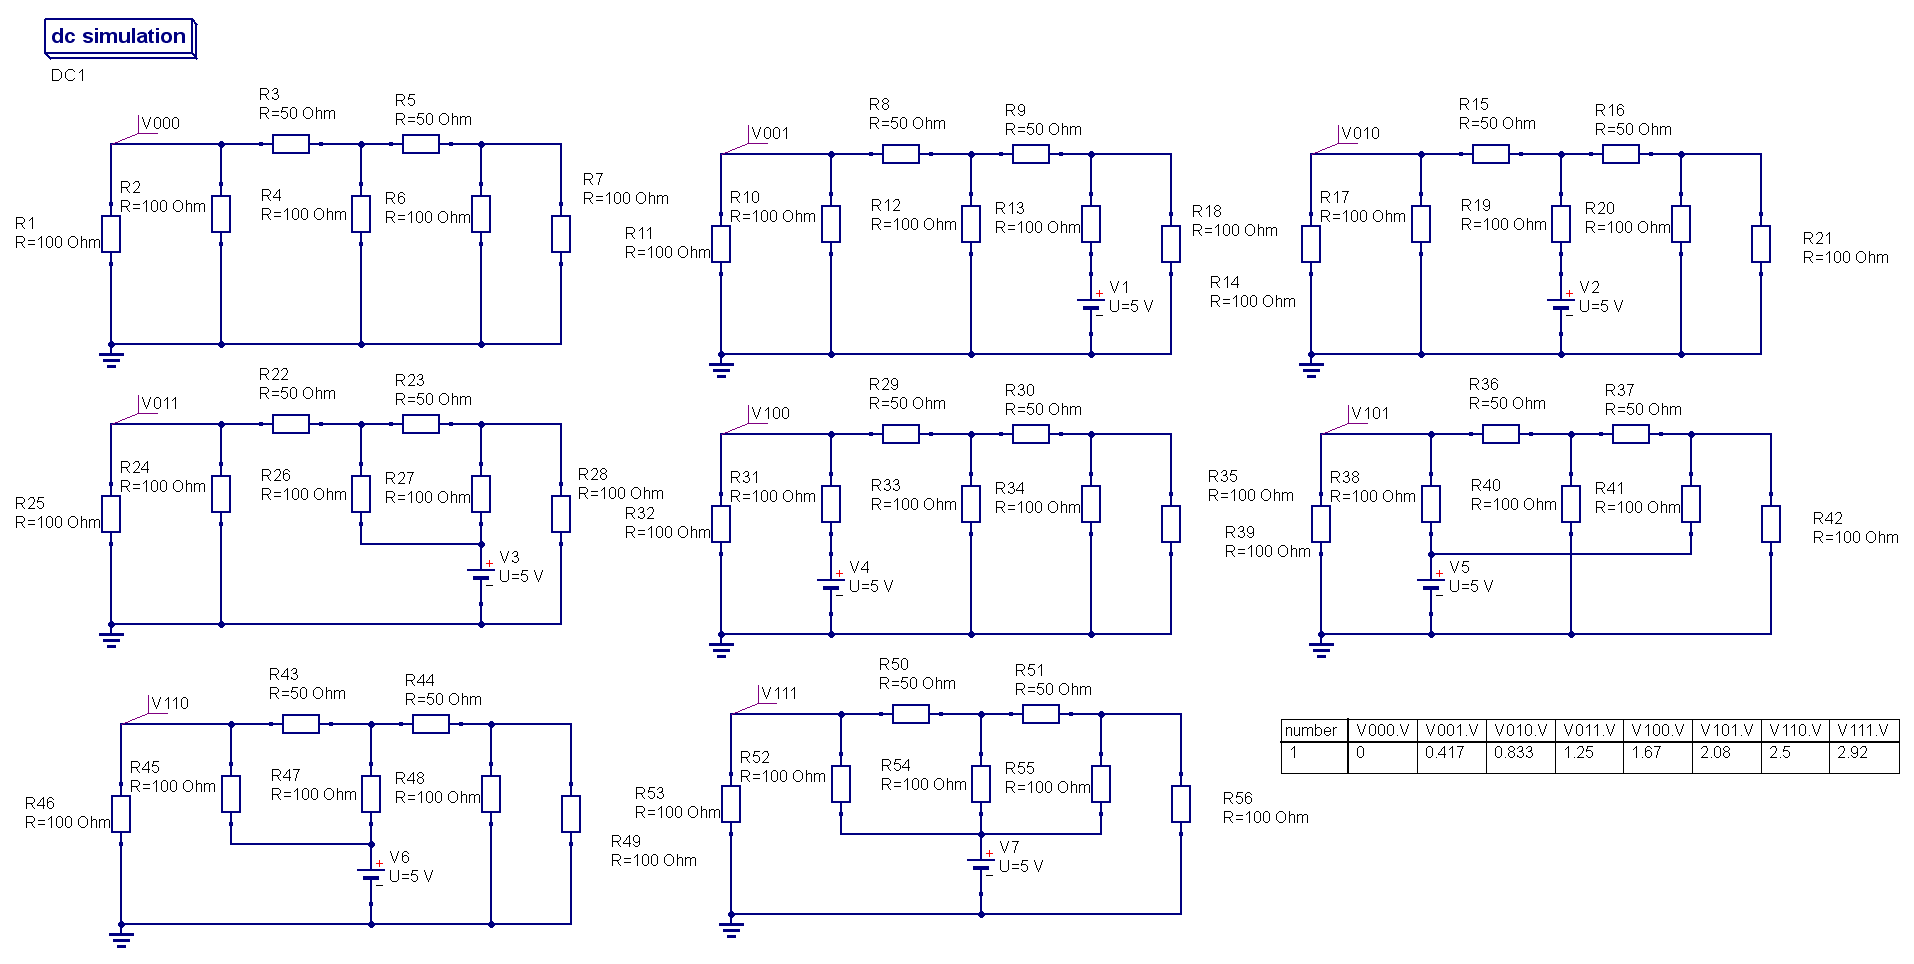 dc simulation
DC1
V000
R3
R=50 Ohm
R5
R=50 Ohm
R1
R=100 Ohm
R2
R=100 Ohm
R4
R=100 Ohm
R6
R=100 Ohm
R7
R=100 Ohm
V001
R8
R=50 Ohm
R9
R=50 Ohm
R11
R=100 Ohm
R10
R=100 Ohm
R12
R=100 Ohm
R13
R=100 Ohm
R18
R=100 Ohm
+
V1
U=5 V
−
R14
R=100 Ohm
V010
R15
R=50 Ohm
R16
R=50 Ohm
R17
R=100 Ohm
R19
R=100 Ohm
R20
R=100 Ohm
R21
R=100 Ohm
+
V2
U=5 V
−
V011
R22
R=50 Ohm
R23
R=50 Ohm
R25
R=100 Ohm
R24
R=100 Ohm
R26
R=100 Ohm
R27
R=100 Ohm
R28
R=100 Ohm
+
V3
U=5 V
−
V100
R29
R=50 Ohm
R30
R=50 Ohm
R32
R=100 Ohm
R31
R=100 Ohm
R33
R=100 Ohm
R34
R=100 Ohm
R35
R=100 Ohm
+
V4
U=5 V
−
V101
R36
R=50 Ohm
R37
R=50 Ohm
R39
R=100 Ohm
R38
R=100 Ohm
R40
R=100 Ohm
R41
R=100 Ohm
R42
R=100 Ohm
+
V5
U=5 V
−
V110
R43
R=50 Ohm
R44
R=50 Ohm
R46
R=100 Ohm
R45
R=100 Ohm
R47
R=100 Ohm
R48
R=100 Ohm
R49
R=100 Ohm
+
V6
U=5 V
−
V111
R50
R=50 Ohm
R51
R=50 Ohm
R53
R=100 Ohm
R52
R=100 Ohm
R54
R=100 Ohm
R55
R=100 Ohm
R56
R=100 Ohm
+
V7
U=5 V
−
number V000.V V001.V V010.V V011.V V100.V V101.V V110.V V111.V
1 0 0.417 0.833 1.25 1.67 2.08 2.5 2.92